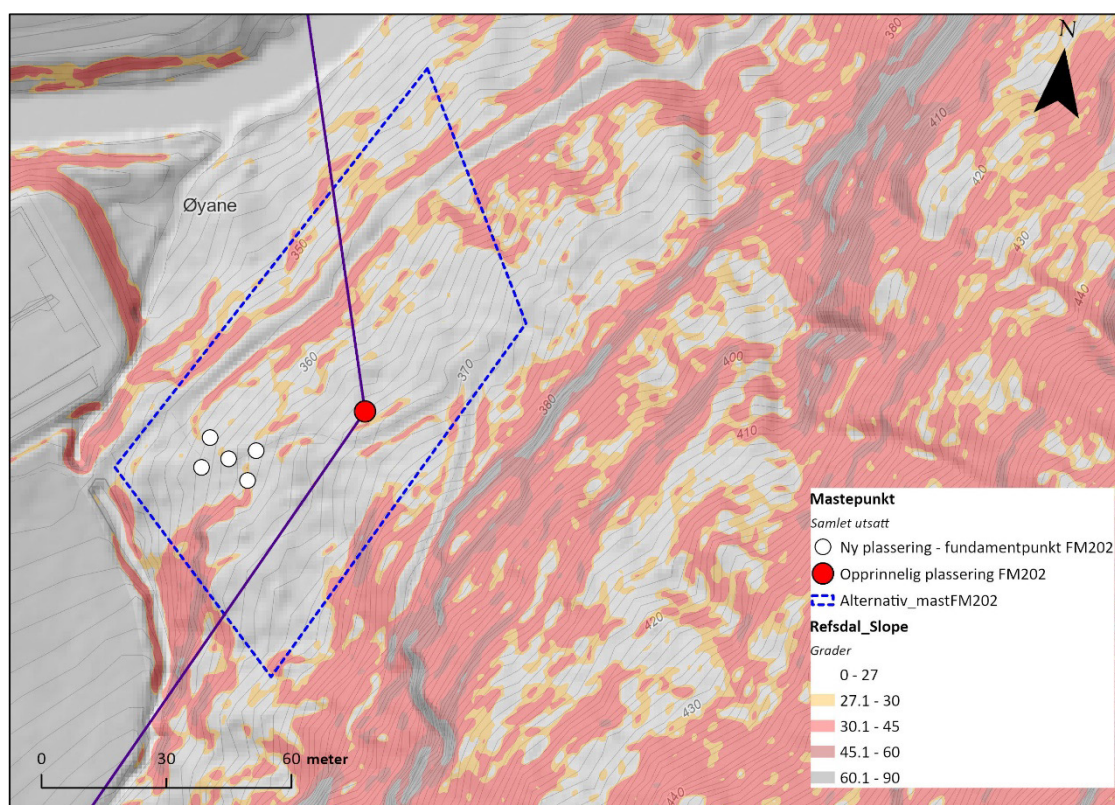 380
N
410
420
Øyane
350
430
440
360
370
400
380
410
Mastepunkt
Samlet utsatt
Ny plassering - fundamentpunkt FM202
Opprinnelig plassering FM202
Alternativ_mastFM202
Refsdal_Slope
Grader
0 - 27
27.1 - 30
30.1 - 45
45.1 - 60
60.1 - 90
420
430
0 30 60 meter
440